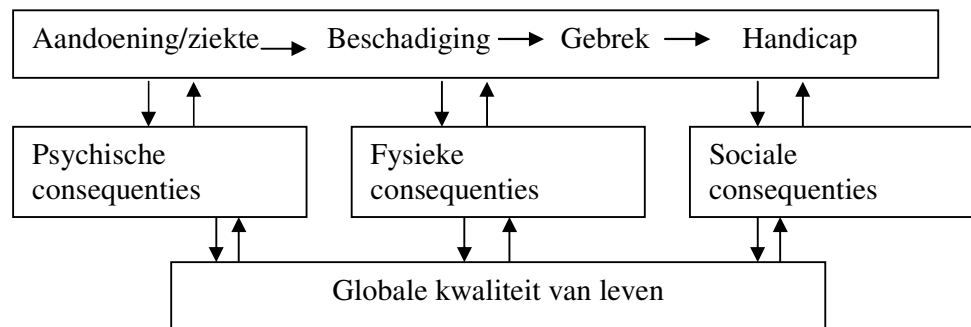 Aandoening/ziekte Beschadiging Gebrek Handicap
Psychische
consequenties
Fysieke
consequenties
Sociale
consequenties
Globale kwaliteit van leven